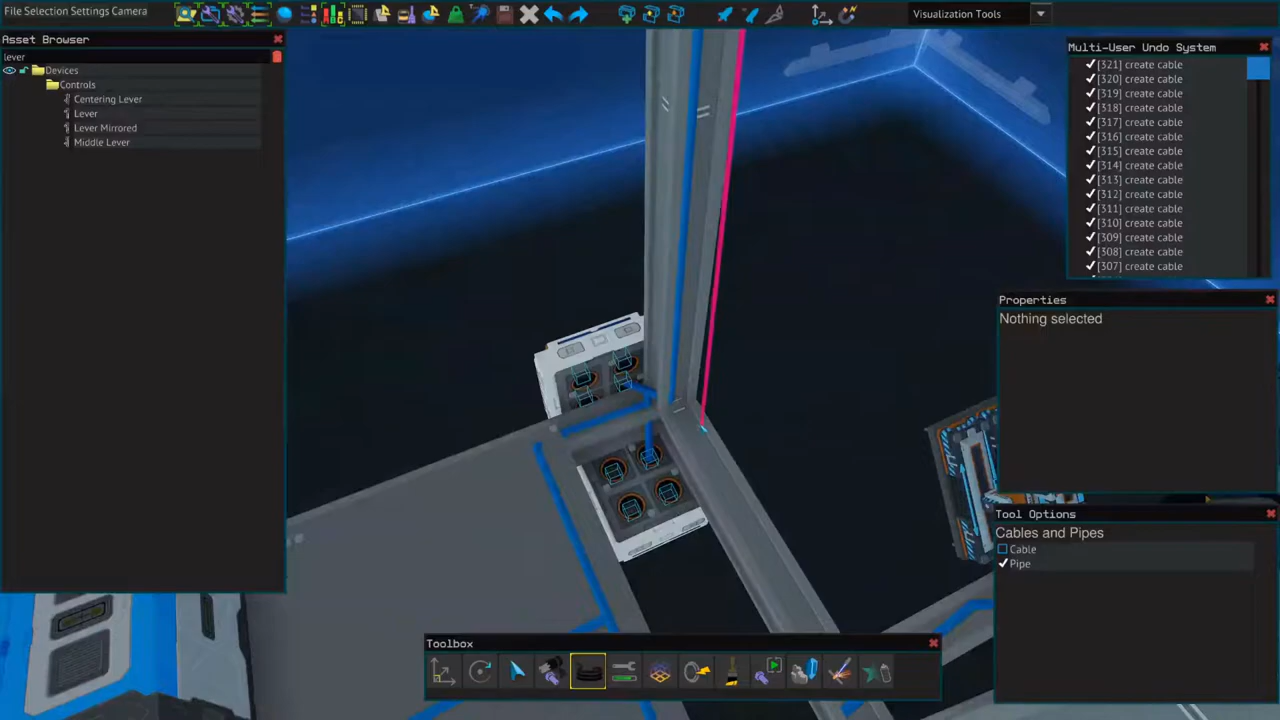 File Selection Settings Camera
Visualization Tools
Asset Browser
lever
Devices
Controls
Centering Lever
Lever
Lever Mirrored
Middle Lever
Multi-User Undo System
[321] create cable
[320] create cable
[319] create cable
[318] create cable
[317] create cable
[316] create cable
[315] create cable
[314] create cable
[313] create cable
[312] create cable
[311] create cable
[310] create cable
[309] create cable
[308] create cable
[307] create cable
Properties
Nothing selected
Tool Options
Cables and Pipes
Cable
Pipe
Toolbox